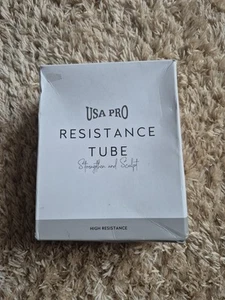 USA PRO
RESISTANCE
TUBE
Strengthen and Sculpt
HIGH RESISTANCE